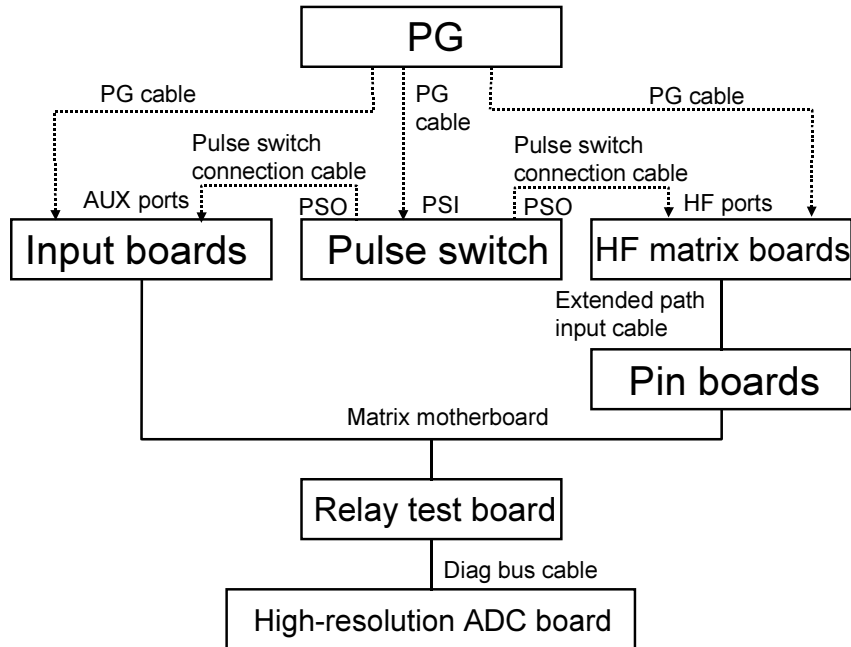 PG
PG cable
PG
cable
PG cable
Pulse switch
connection cable
Pulse switch
connection cable
AUX ports
PSO
PSI
PSO
HF ports
Input boards
Pulse switch
HF matrix boards
Extended path
input cable
Pin boards
Matrix motherboard
Relay test board
Diag bus cable
High-resolution ADC board